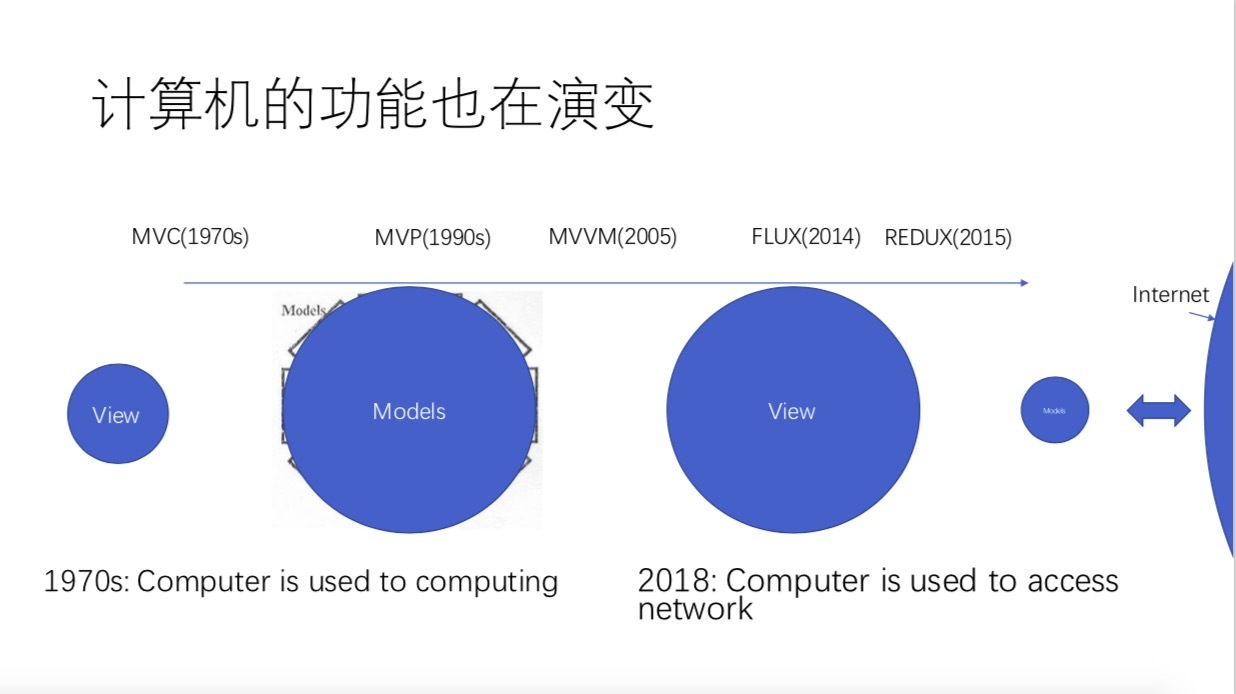 计算机的功能也在演变
MVC(1970s)
MVP(1990s)
MVVM(2005)
FLUX(2014)
REDUX(2015)
Internet
Models
View
Models
View
Models
1970s: Computer is used to computing
2018: Computer is used to access
network